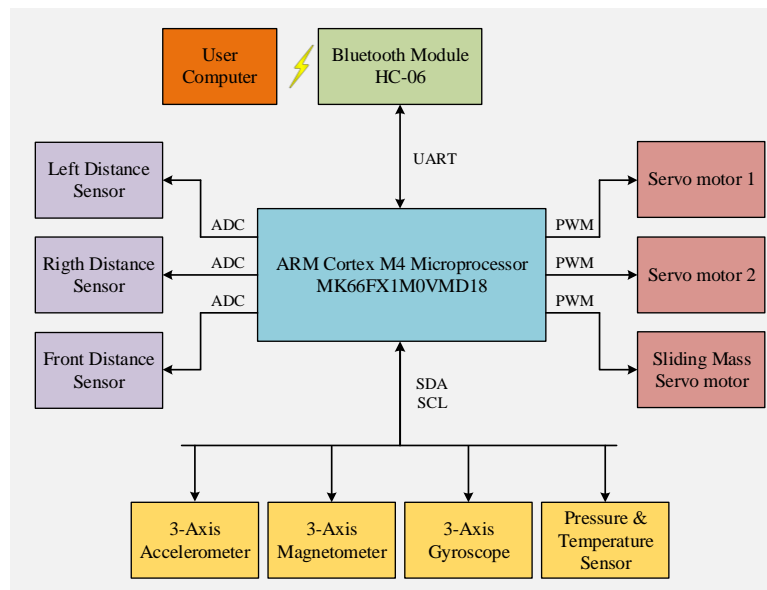 User
Computer
Bluetooth Module
HC-06
UART
Left Distance
Sensor
Rigth Distance
Sensor
Front Distance
Sensor
ADC
ADC
ADC
ARM Cortex M4 Microprocessor
MK66FX1M0VMD18
PWM
PWM
PWM
Servo motor 1
Servo motor 2
Sliding Mass
Servo motor
SDA
SCL
3-Axis
Accelerometer
3-Axis
Magnetometer
3-Axis
Gyroscope
Pressure &
Temperature
Sensor